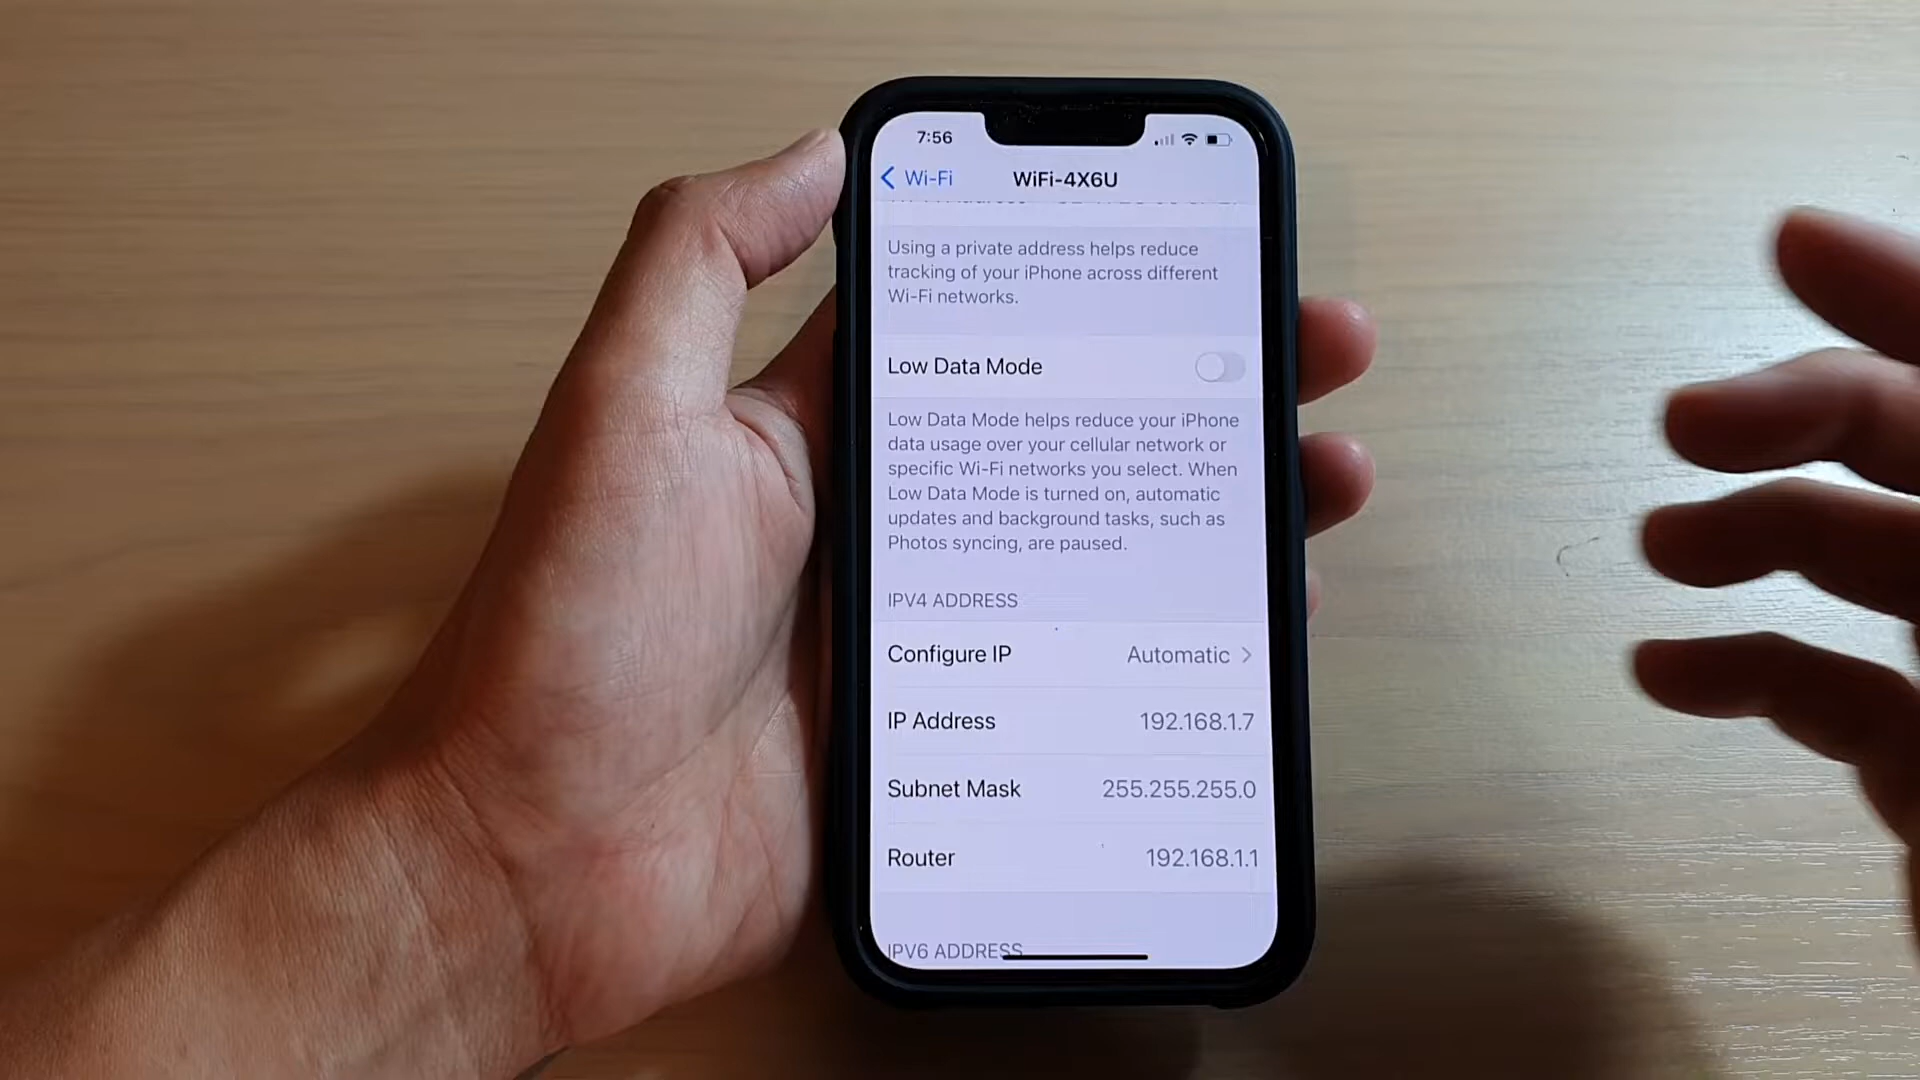 7:56
Wi-Fi
WiFi-4X6U
Using a private address helps reduce
tracking of your iPhone across different
Wi-Fi networks.
Low Data Mode
Low Data Mode helps reduce your iPhone
data usage over your cellular network or
specific Wi-Fi networks you select. When
Low Data Mode is turned on, automatic
updates and background tasks, such as
Photos syncing, are paused.
IPV4 ADDRESS
Configure IP Automatic
IP Address 192.168.1.7
Subnet Mask 255.255.255.0
Router 192.168.1.1
IPV6 ADDRESS